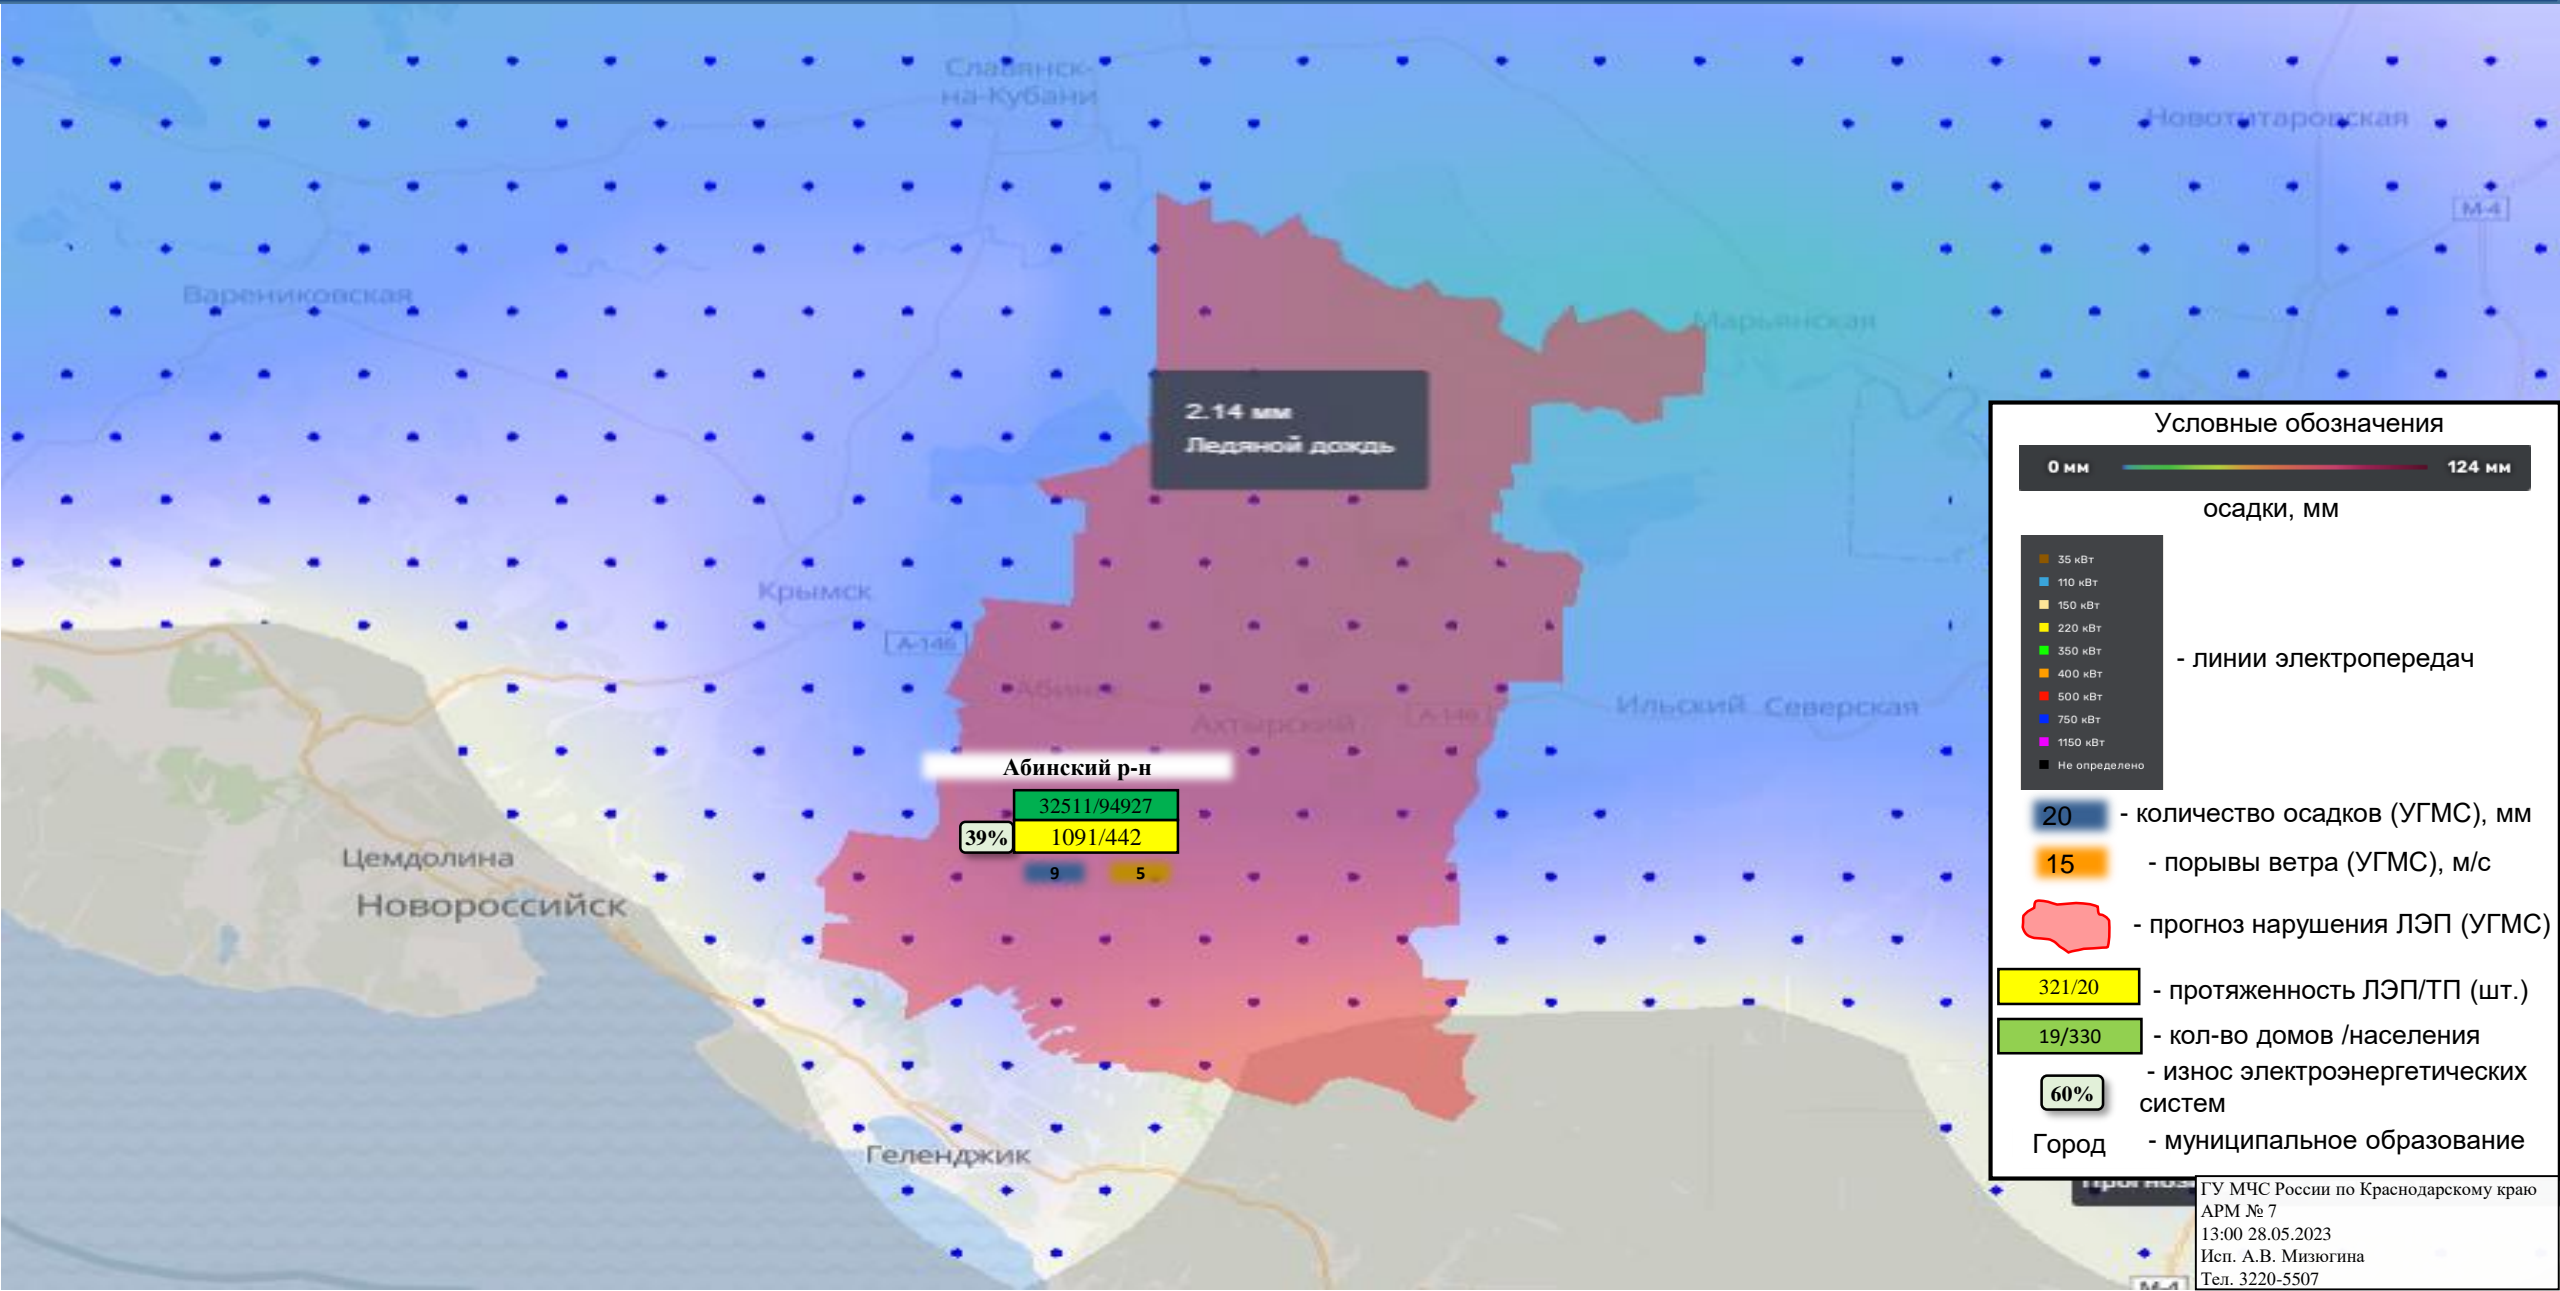 Славянск-
на-Кубани
Новотитаровская
М-4
Варениковская
Марьянская
2.14 мм
Ледяной дождь
Крымск
А-146
Абинск
Ахтырский
А-146
Ильский
Северская
Абинский р-н
32511/94927
39%
1091/442
9
5
Цемдолина
Новороссийск
Геленджик
Условные обозначения
0 мм
124 мм
осадки, мм
35 кВт
110 кВт
150 кВт
220 кВт
350 кВт
400 кВт
500 кВт
750 кВт
1150 кВт
Не определено
- линии электропередач
20 - количество осадков (УГМС), мм
15 - порывы ветра (УГМС), м/с
- прогноз нарушения ЛЭП (УГМС)
321/20 - протяженность ЛЭП/ТП (шт.)
19/330 - кол-во домов /населения
- износ электроэнергетических
60%
систем
Город - муниципальное образование
ГУ МЧС России по Краснодарскому краю
АРМ № 7
13:00 28.05.2023
Исп. А.В. Мизюгина
Тел. 3220-5507
М-4